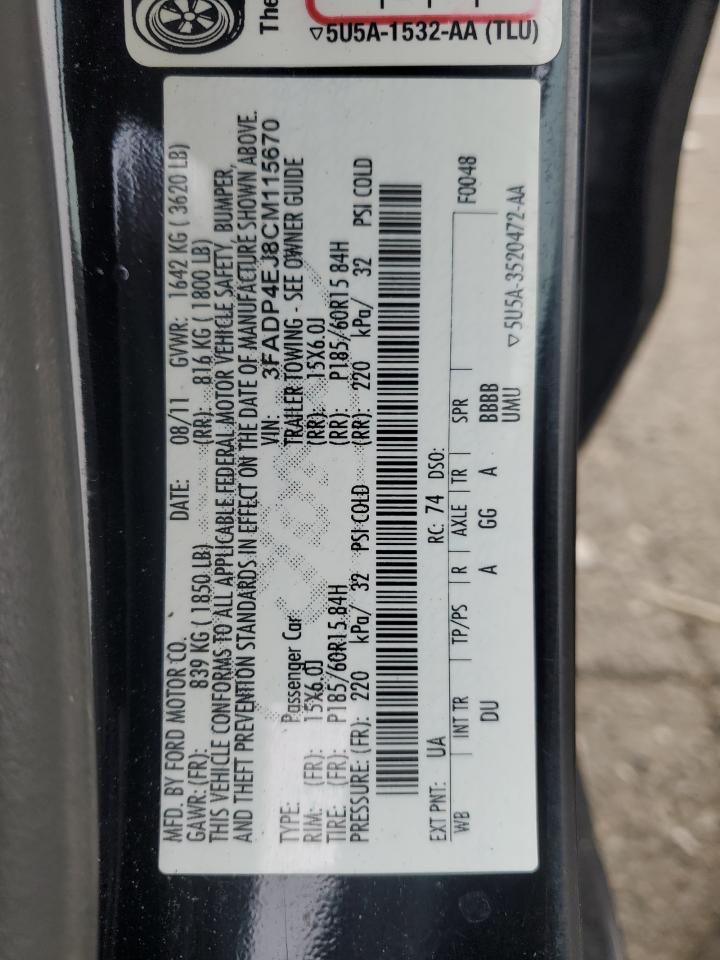 The
▽5U5A-1532-AA (TLU)
MFD. BY FORD MOTOR CO. DATE: 08/11 GVWR: 1642 KG ( 3620 LB)
GAWR: (FR): 839 KG ( 1850 LB) (RR): 816 KG ( 1800 LB)
THIS VEHICLE CONFORMS TO ALL APPLICABLE FEDERAL MOTOR VEHICLE SAFETY, BUMPER,
AND THEFT PREVENTION STANDARDS IN EFFECT ON THE DATE OF MANUFACTURE SHOWN ABOVE.
VIN: 3FADP4EJ8CM115670
TYPE: Passenger Car TRAILER TOWING - SEE OWNER GUIDE
RIM: (FR): 15X6.0J (RR): 15X6.0J
TIRE: (FR): P185/60R15 84H (RR): P185/60R15 84H
PRESSURE: (FR): 220 kPa/ 32 PSI COLD (RR): 220 kPa/ 32 PSI COLD
EXT PNT: UA RC: 74 DSO:
WB INT TR TP/PS R AXLE TR SPR F0048
DU A GG A BBBB
UMU
▽5U5A-3520472-AA